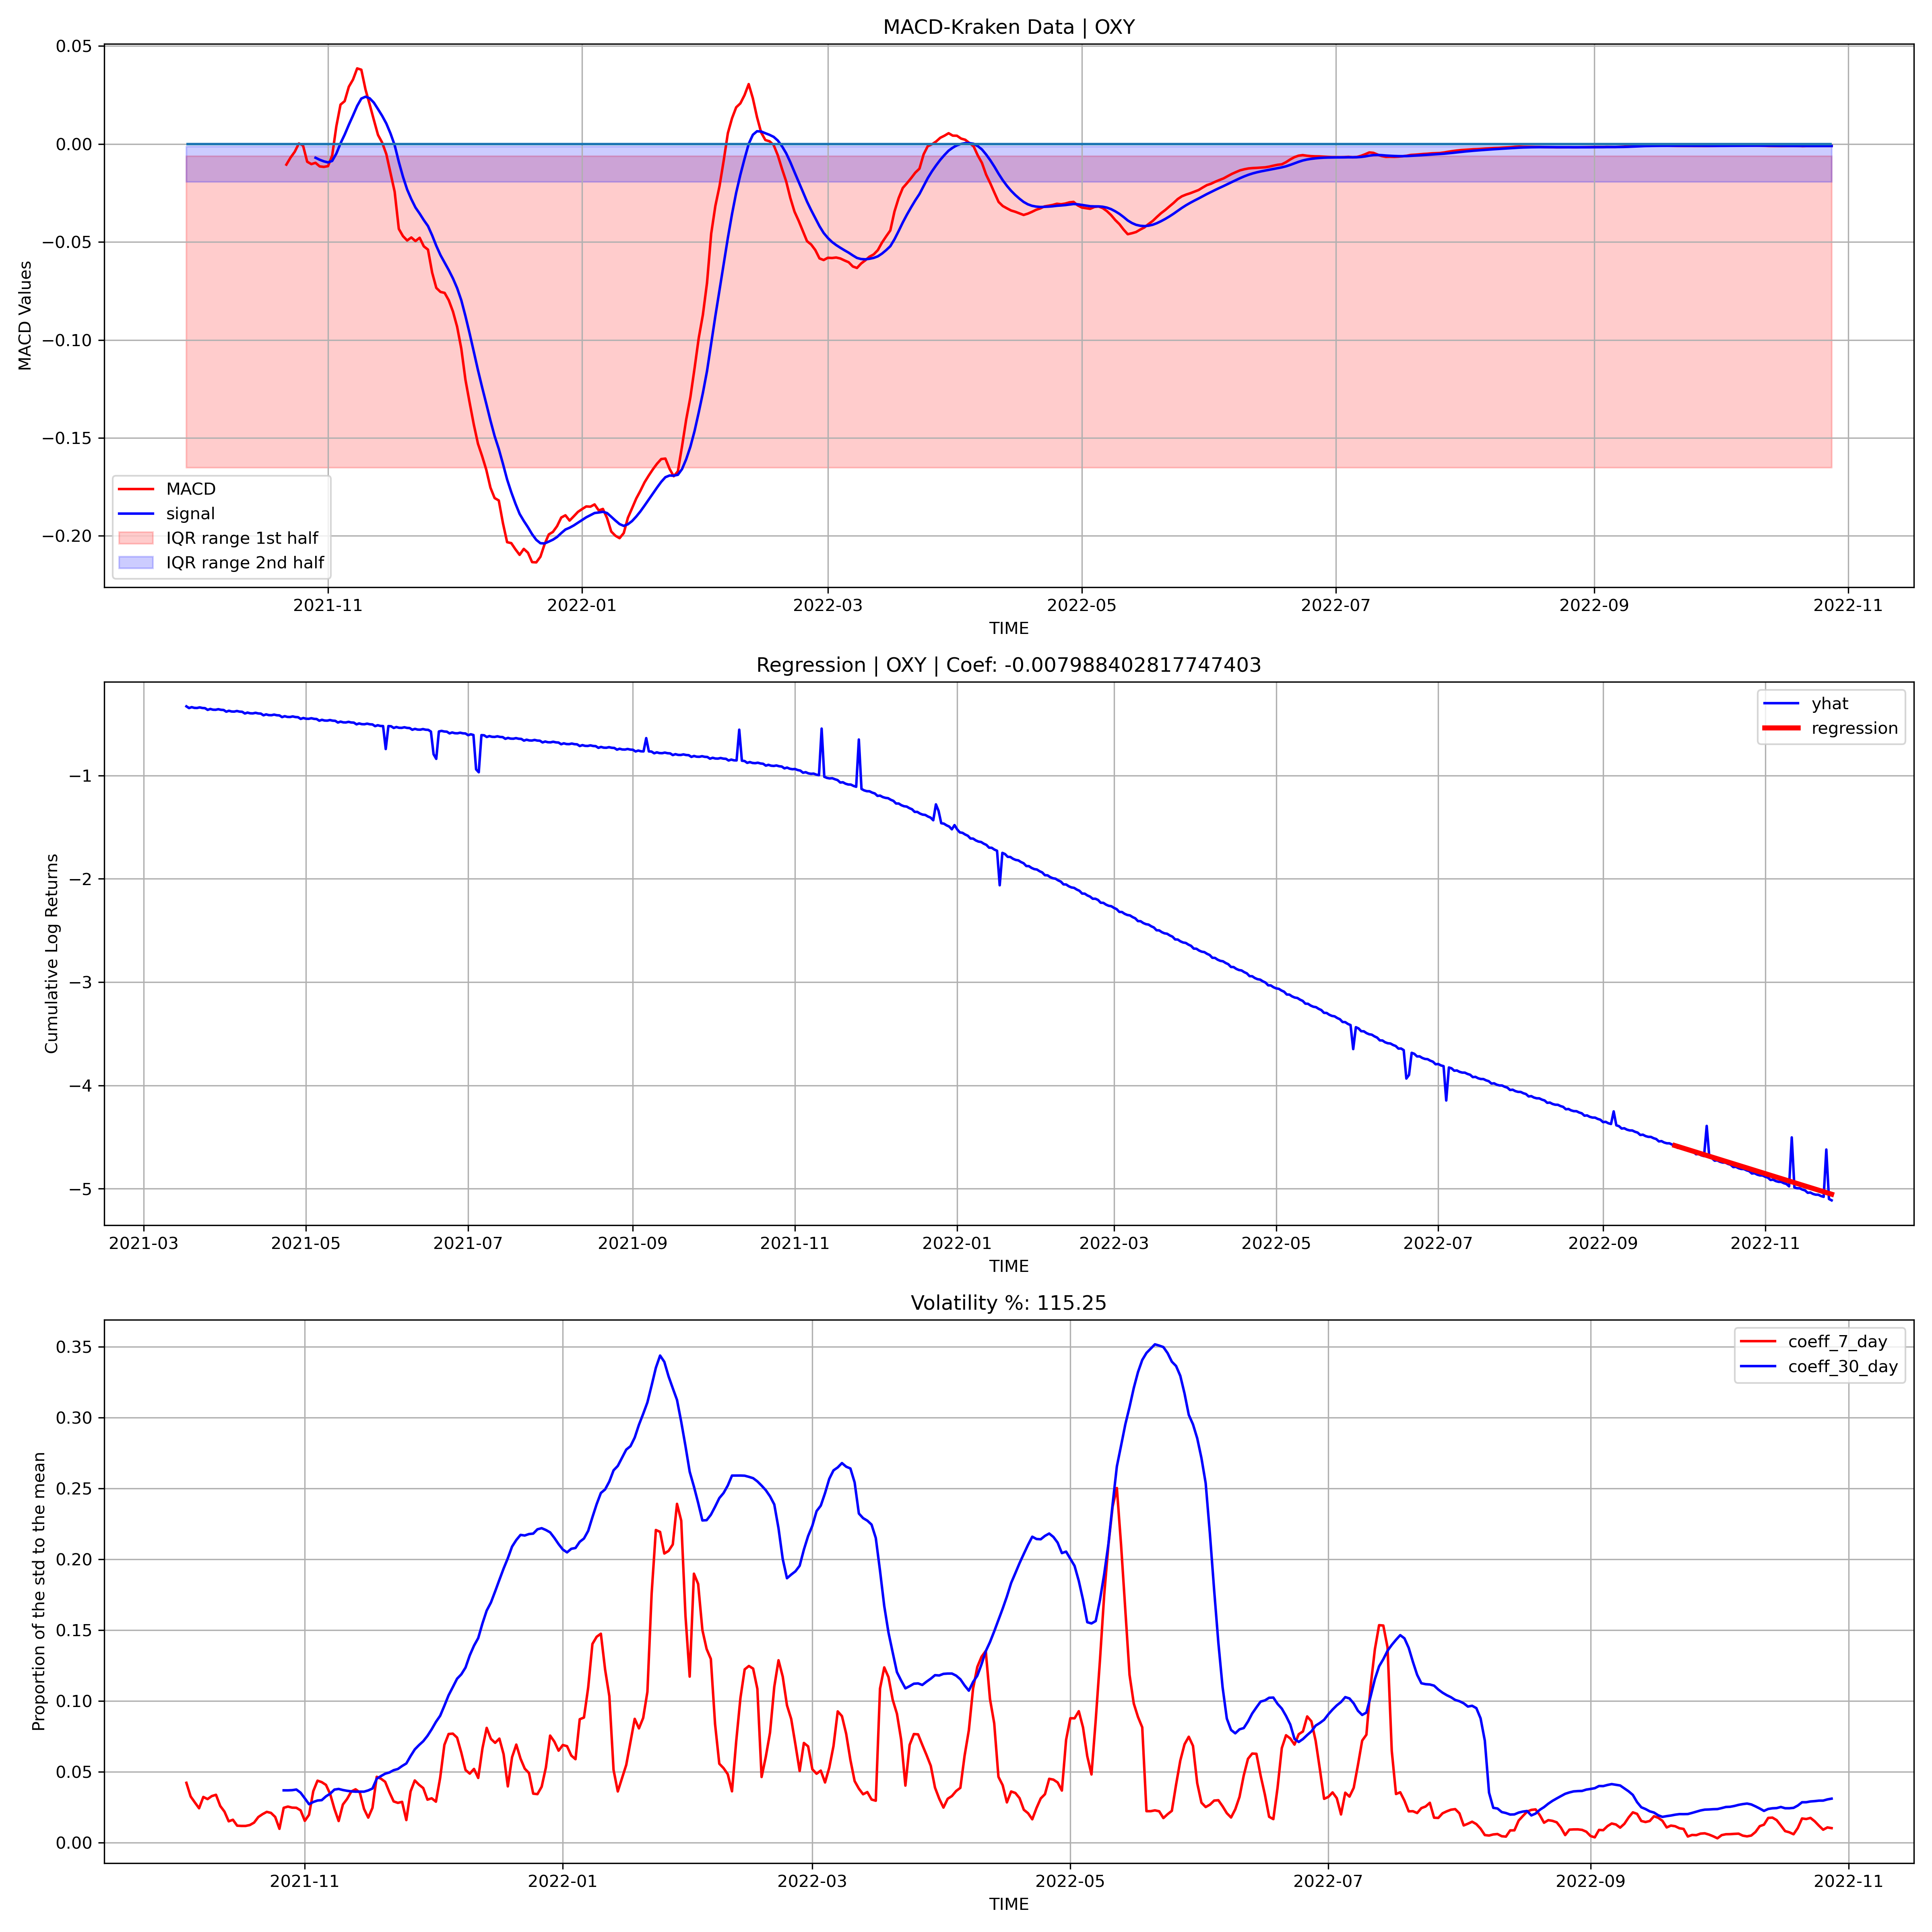 MACD-Kraken Data | OXY
0.05
0.00
−0.05
−0.10
−0.15
−0.20
MACD Values
MACD
signal
IQR range 1st half
IQR range 2nd half
2021-11 2022-01 2022-03 2022-05 2022-07 2022-09 2022-11
TIME
Regression | OXY | Coef: -0.007988402817747403
−1
−2
−3
−4
−5
Cumulative Log Returns
yhat
regression
2021-03 2021-05 2021-07 2021-09 2021-11 2022-01 2022-03 2022-05 2022-07 2022-09 2022-11
TIME
Volatility %: 115.25
0.35
0.30
0.25
0.20
0.15
0.10
0.05
0.00
Proportion of the std to the mean
coeff_7_day
coeff_30_day
2021-11 2022-01 2022-03 2022-05 2022-07 2022-09 2022-11
TIME